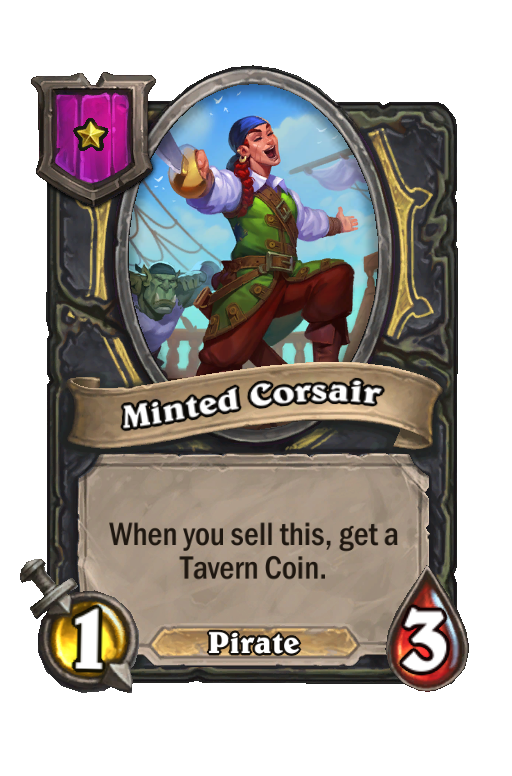 Minted Corsair
When you sell this, get a
Tavern Coin.
1
Pirate
3